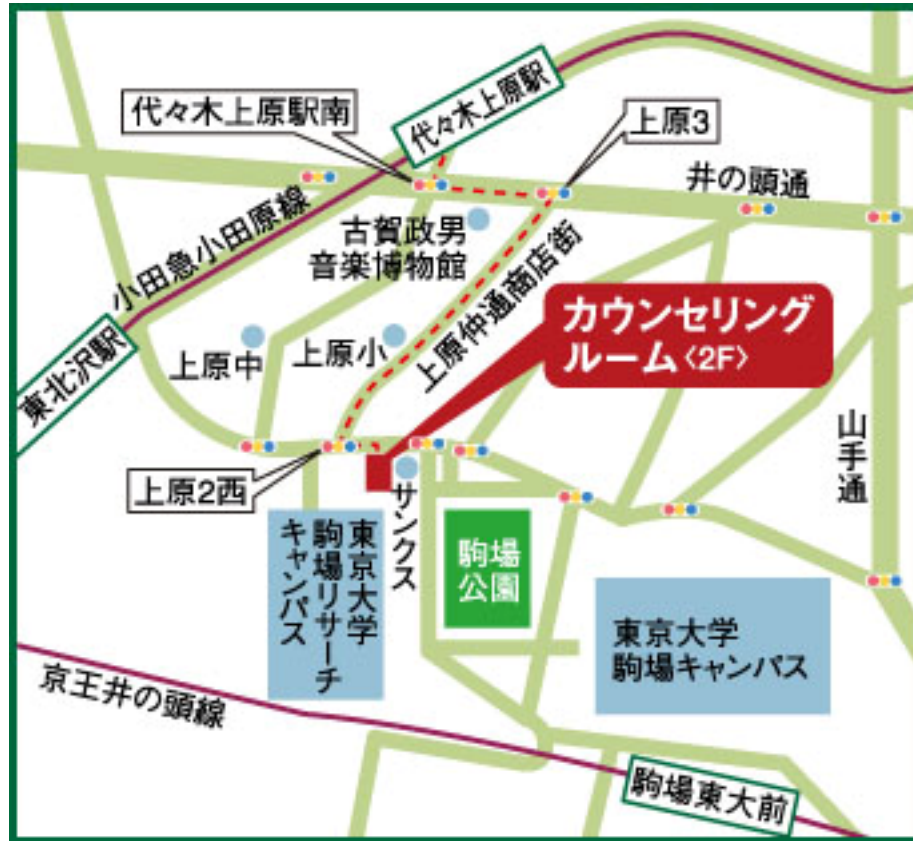 代々木上原駅
代々木上原駅南
上原3
井の頭通
小田急小田原線
古賀政男
音楽博物館
上原仲通商店街
カウンセリング
ルーム〈2F〉
東北沢駅
上原中
上原小
山手通
上原2西
サンクス
東京大学
駒場リサーチ
キャンパス
駒場
公園
東京大学
駒場キャンパス
京王井の頭線
駒場東大前